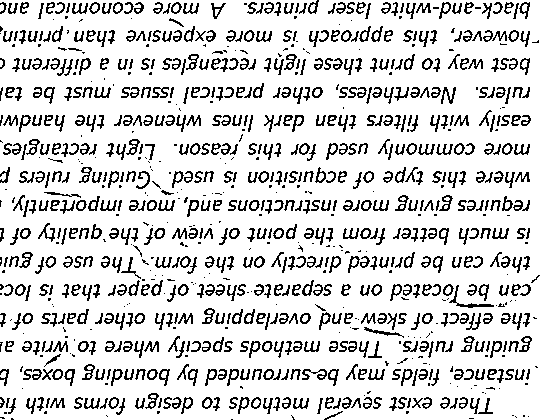 There exist several methods to design forms with fie
instance, fields may be surrounded by bounding boxes, b
guiding rulers. These methods specify where to write an
the effect of skew and overlapping with other parts of t
can be located on a separate sheet of paper that is loca
they can be printed directly on the form. The use of gui
is much better from the point of view of the quality of t
requires giving more instructions and, more importantly,
where this type of acquisition is used. Guiding rulers p
more commonly used for this reason. Light rectangles
easily with filters than dark lines whenever the handw
rulers. Nevertheless, other practical issues must be tak
best way to print these light rectangles is in a different c
however, this approach is more expensive than printing
black-and-white laser printers. A more economical and